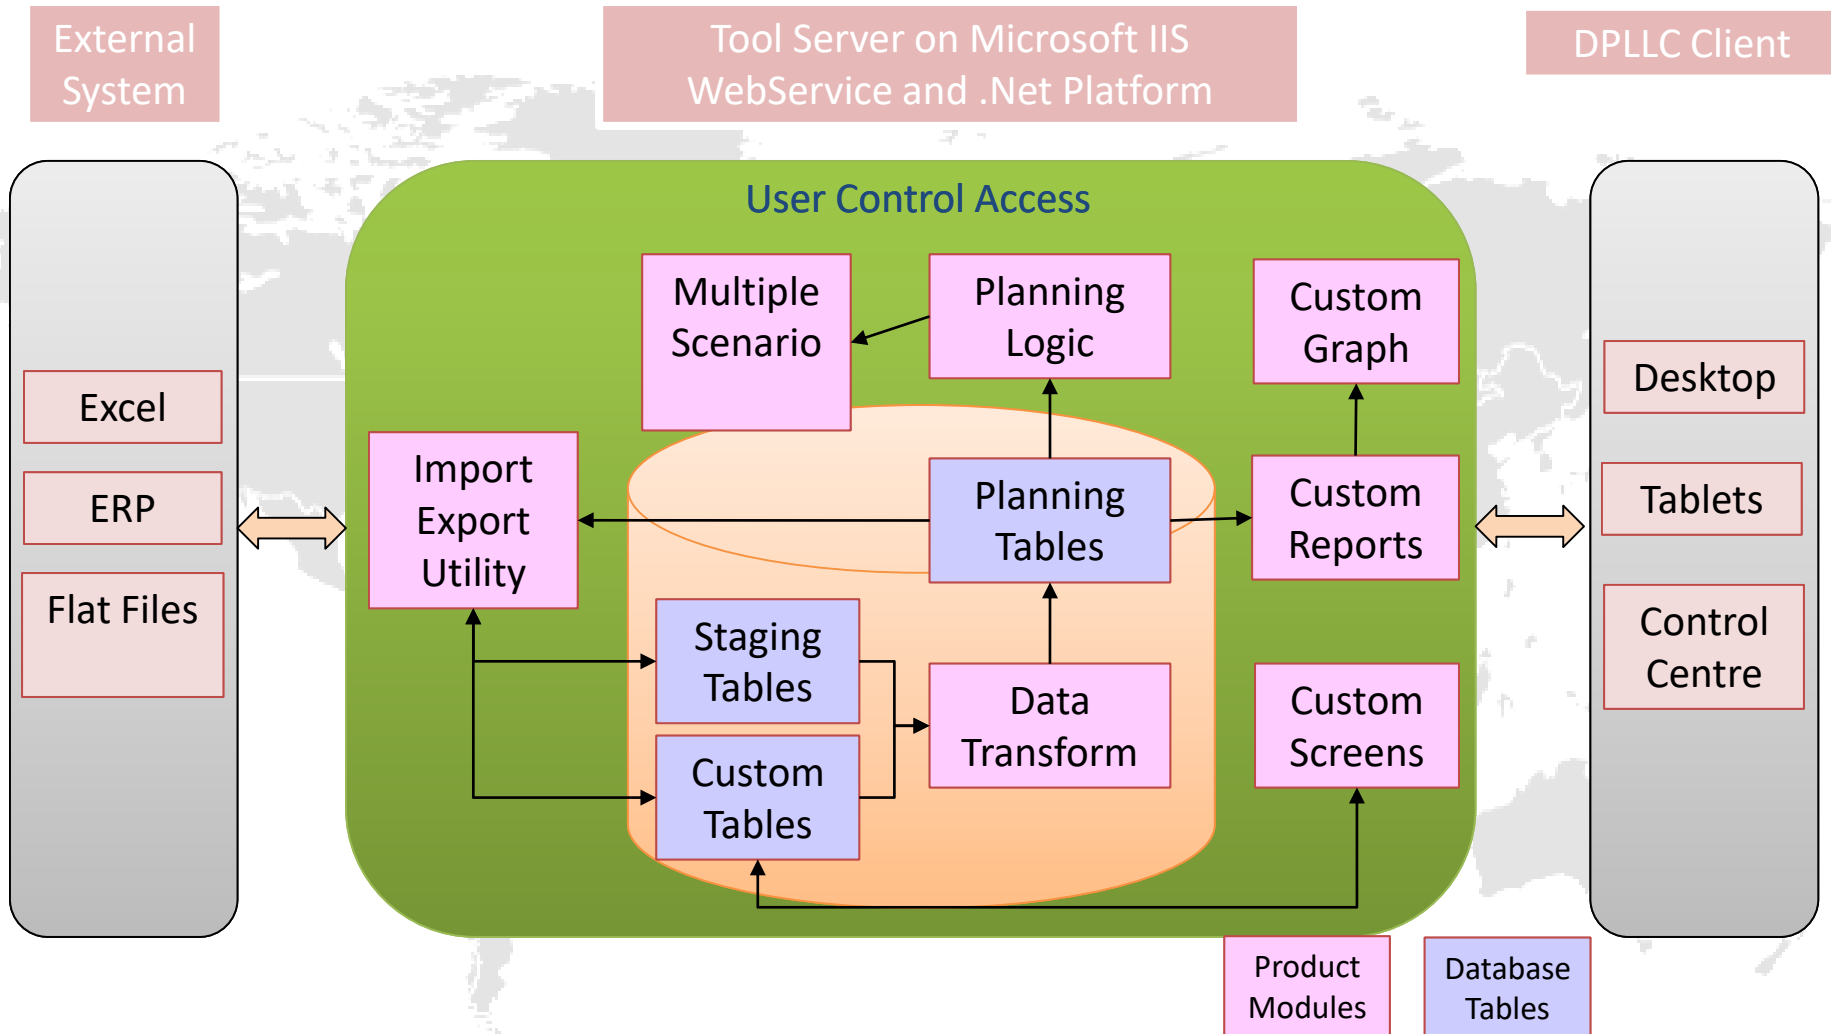 External
System
Tool Server on Microsoft IIS
WebService and .Net Platform
DPLLC Client
User Control Access
Multiple
Scenario
Planning
Logic
Custom
Graph
Excel
ERP
Flat Files
Import
Export
Utility
Planning
Tables
Custom
Reports
Staging
Tables
Custom
Tables
Data
Transform
Custom
Screens
Desktop
Tablets
Control
Centre
Product
Modules
Database
Tables